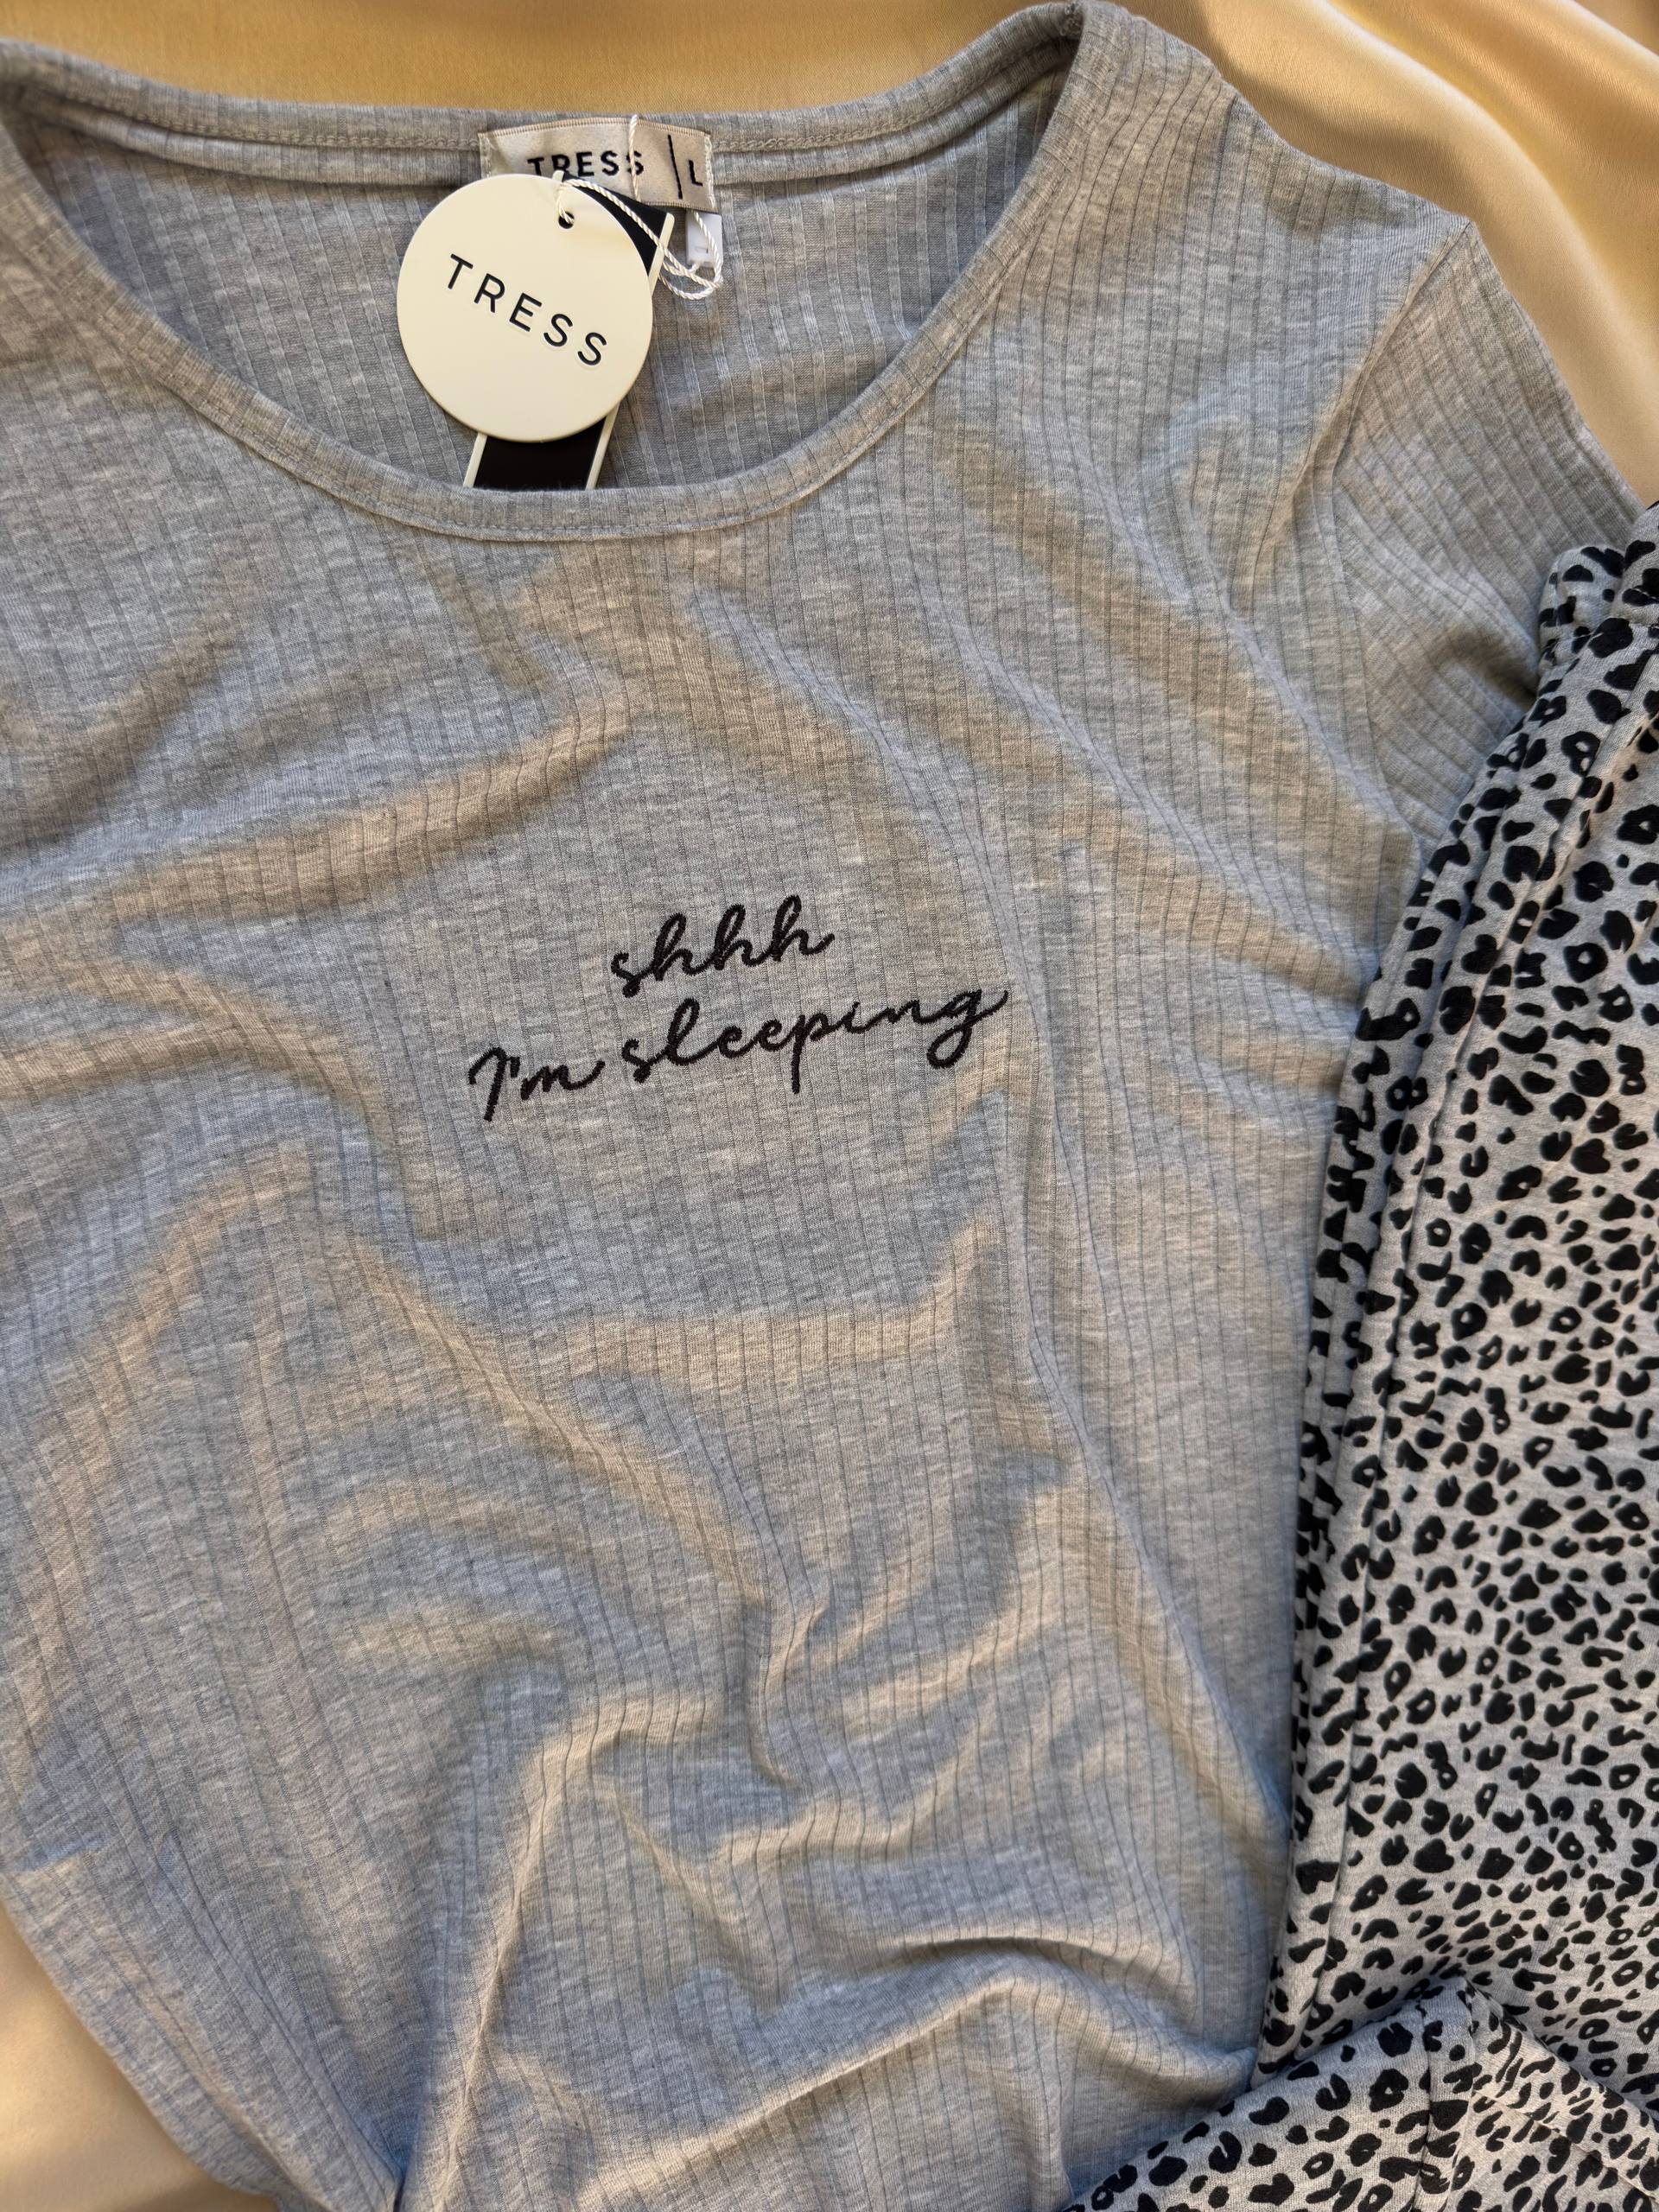 TRESS | L
TRESS
shhh
I'm sleeping